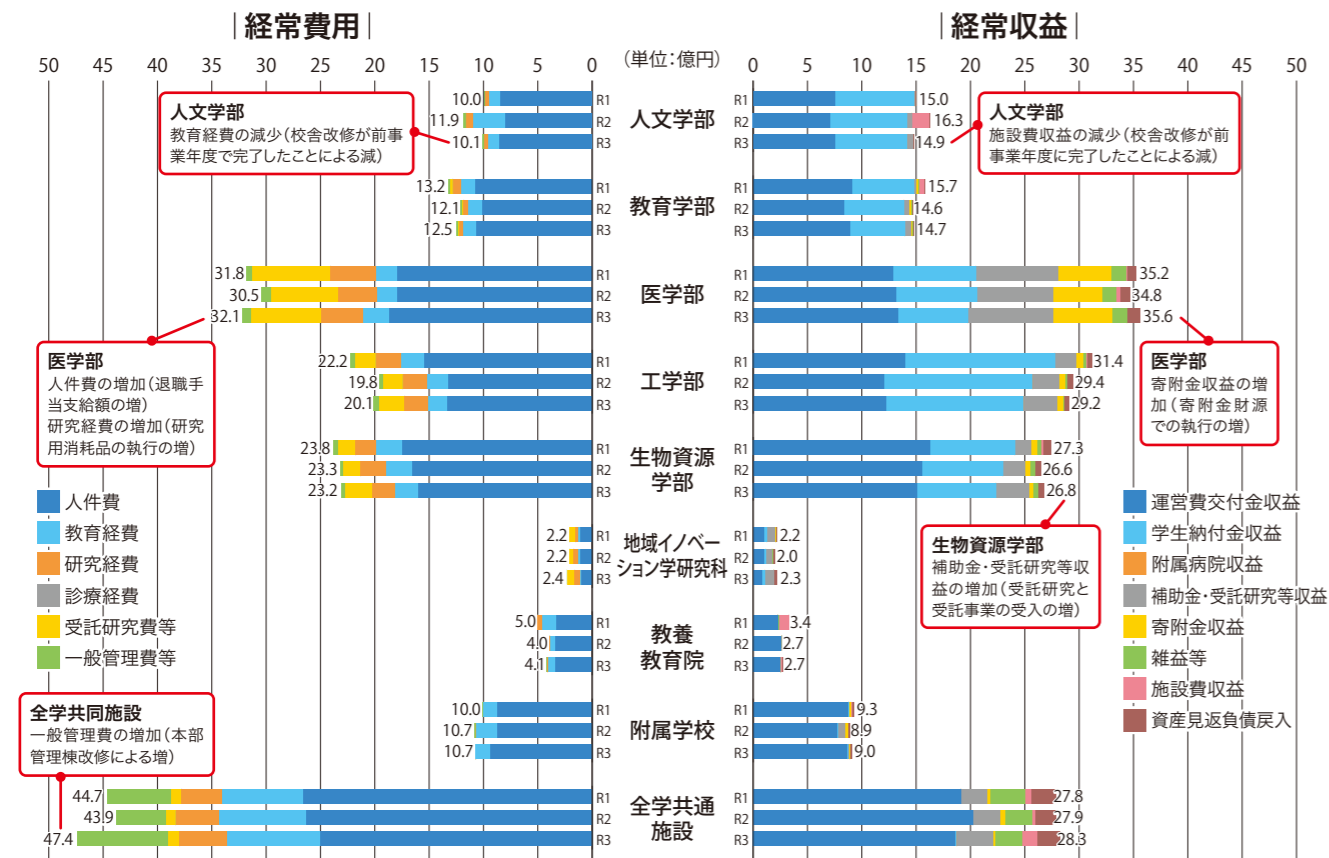 |経常費用|
|経常収益|
(単位：億円)
50 45 40 35 30 25 20 15 10 5 0
0 5 10 15 20 25 30 35 40 45 50
人文学部
教育経費の減少（校舎改修が前事
業年度で完了したことによる減）
10.0 R1 人文学部 R1 15.0
11.9 R2 R2 16.3
10.1 R3 R3 14.9
人文学部
施設費収益の減少（校舎改修が前
事業年度に完了したことによる減）
13.2 R1 教育学部 R1 15.7
12.1 R2 R2 14.6
12.5 R3 R3 14.7
31.8 R1 医学部 R1 35.2
30.5 R2 R2 34.8
32.1 R3 R3 35.6
医学部
人件費の増加（退職手
当支給額の増）
研究経費の増加（研究
用消耗品の執行の増）
医学部
寄附金収益の増
加（寄附金財源
での執行の増）
22.2 R1 工学部 R1 31.4
19.8 R2 R2 29.4
20.1 R3 R3 29.2
23.8 R1 生物資源 R1 27.3
23.3 R2 学部 R2 26.6
23.2 R3 R3 26.8
生物資源学部
補助金・受託研究等収
益の増加（受託研究と
受託事業の受入の増）
2.2 R1 地域イノベー R1 2.2
2.2 R2 ション学研究科 R2 2.0
2.4 R3 R3 2.3
5.0 R1 教養 R1 3.4
4.0 R2 教育院 R2 2.7
4.1 R3 R3 2.7
10.0 R1 附属学校 R1 9.3
10.7 R2 R2 8.9
10.7 R3 R3 9.0
全学共同施設
一般管理費の増加（本部
管理棟改修による増）
44.7 R1 全学共通 R1 27.8
43.9 R2 施設 R2 27.9
47.4 R3 R3 28.3
人件費
教育経費
研究経費
診療経費
受託研究費等
一般管理費等
運営費交付金収益
学生納付金収益
附属病院収益
補助金・受託研究等収益
寄附金収益
雑益等
施設費収益
資産見返負債戻入